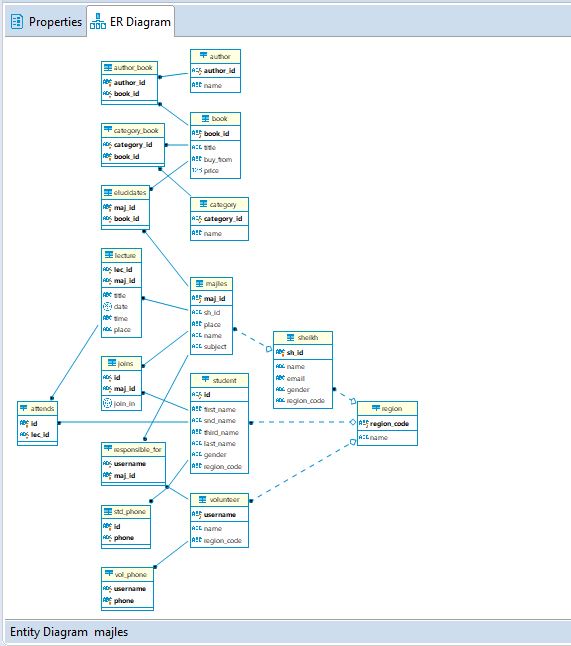 Properties
ER Diagram
author
author_id
name
author_book
author_id
book_id
book
book_id
title
buy_from
price
category_book
category_id
book_id
elucidates
maj_id
book_id
category
category_id
name
lecture
lec_id
maj_id
title
date
time
place
majles
maj_id
sh_id
place
name
subject
sheikh
sh_id
name
email
gender
region_code
joins
id
maj_id
join_in
student
id
first_name
snd_name
third_name
last_name
gender
region_code
attends
id
lec_id
region
region_code
name
responsible_for
username
maj_id
volunteer
username
name
region_code
std_phone
id
phone
vol_phone
username
phone
Entity Diagram majles